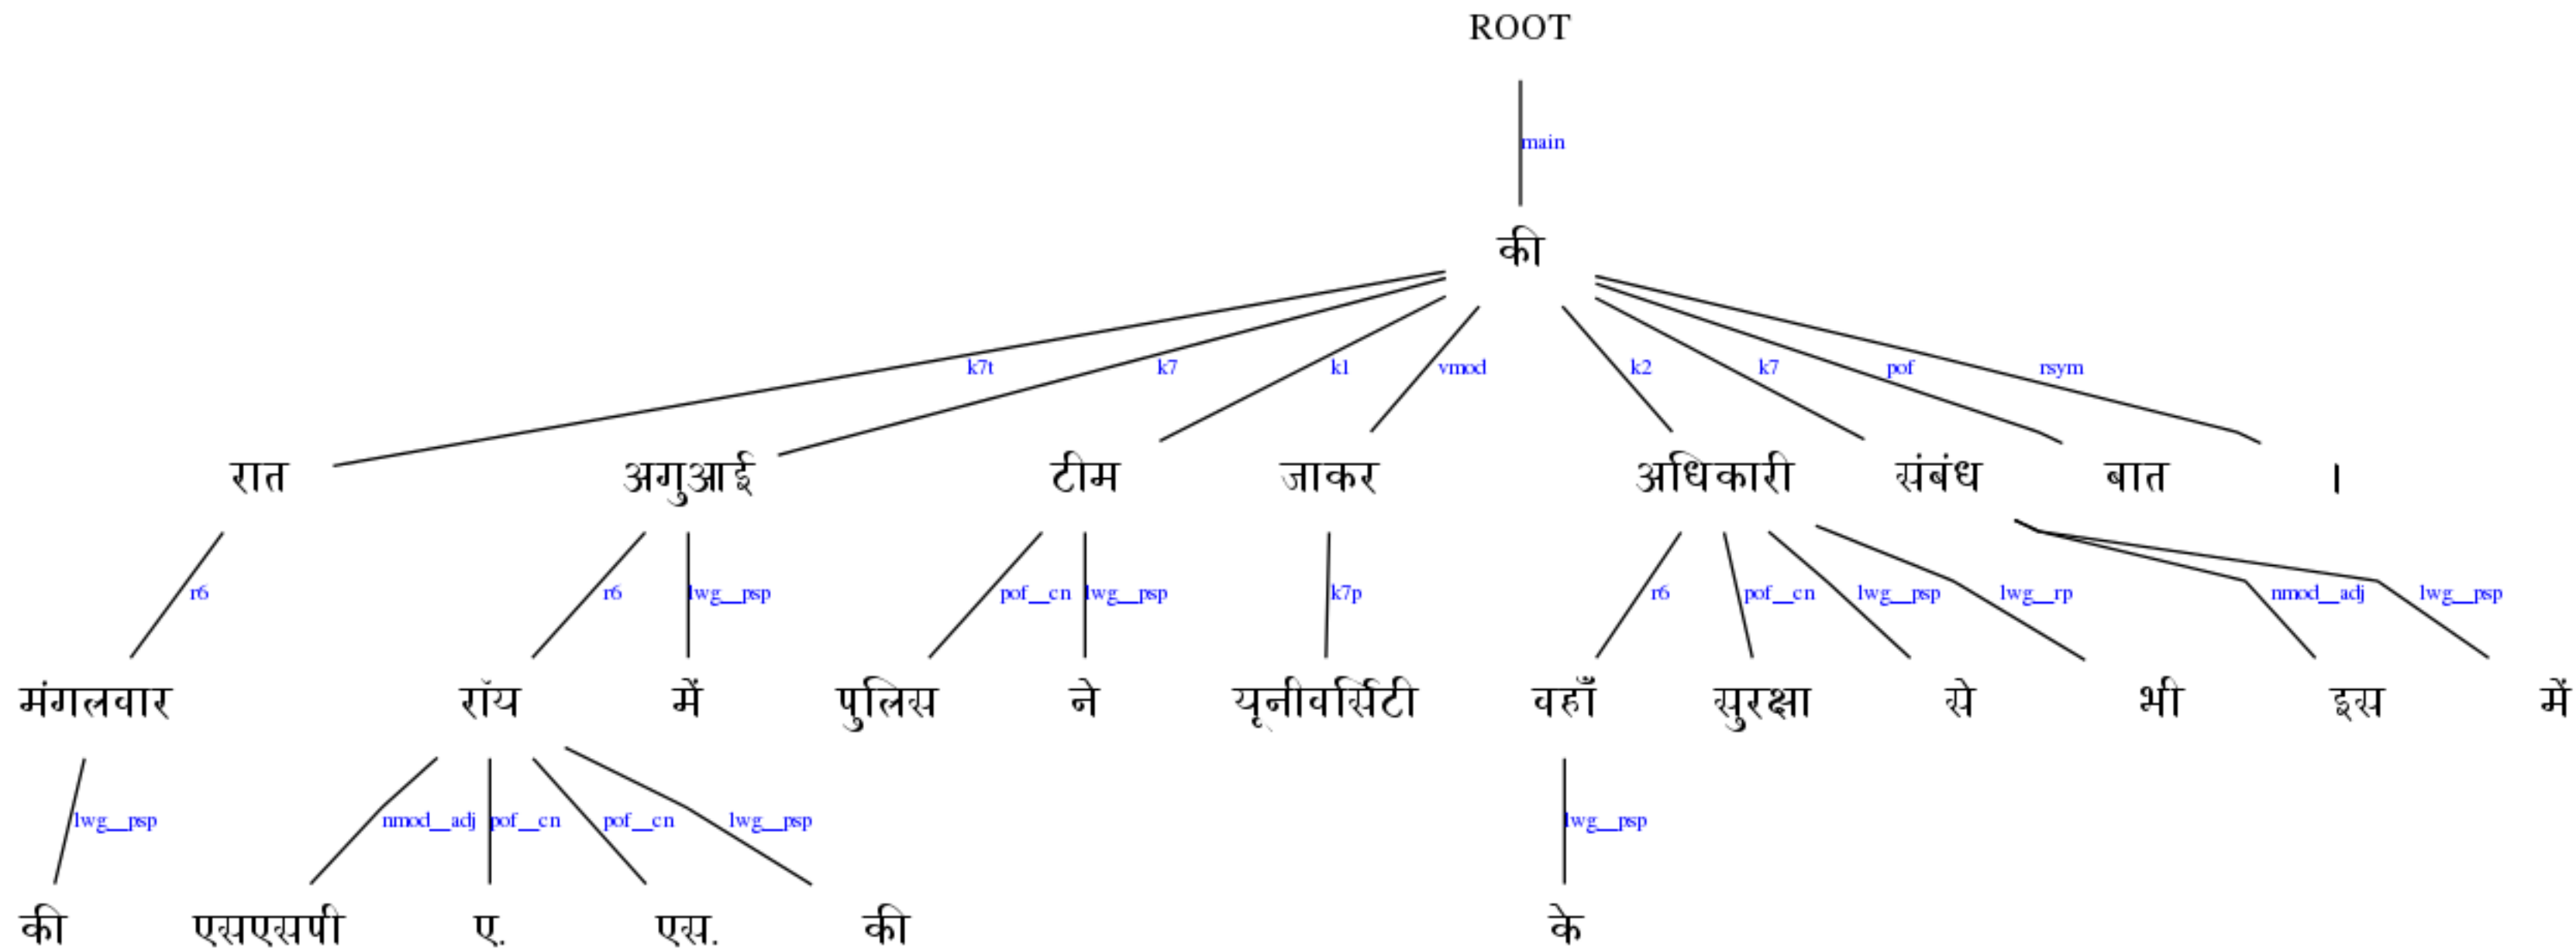 ROOT
main
की
k7t k7 k1 vmod k2 k7 pof rsym
रात अगुआई टीम जाकर अधिकारी संबंध बात ।
r6 r6 lwg__psp pof__cn lwg__psp k7p r6 pof__cn lwg__psp lwg__rp nmod__adj lwg__psp
मंगलवार रॉय में पुलिस ने यूनीवर्सिटी वहाँ सुरक्षा से भी इस में
lwg__psp nmod__adj pof__cn pof__cn lwg__psp lwg__psp
की एसएसपी ए. एस. की के